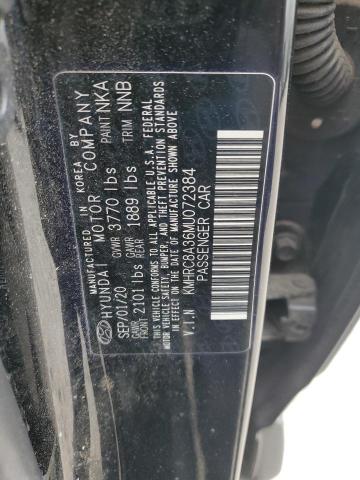 MANUFACTURED IN KOREA BY
HYUNDAI MOTOR COMPANY
SEP/01/20 GVWR 3770 lbs PAINT NKA
GAWR FRONT 2101 lbs GAWR REAR 1889 lbs TRIM NNB
THIS VEHICLE CONFORMS TO ALL APPLICABLE U.S.A. FEDERAL
MOTOR VEHICLE SAFETY, BUMPER, AND THEFT PREVENTION STANDARDS
IN EFFECT ON THE DATE OF MANUFACTURE SHOWN ABOVE.
V.I.N KMHRC8A36MU072384
PASSENGER CAR